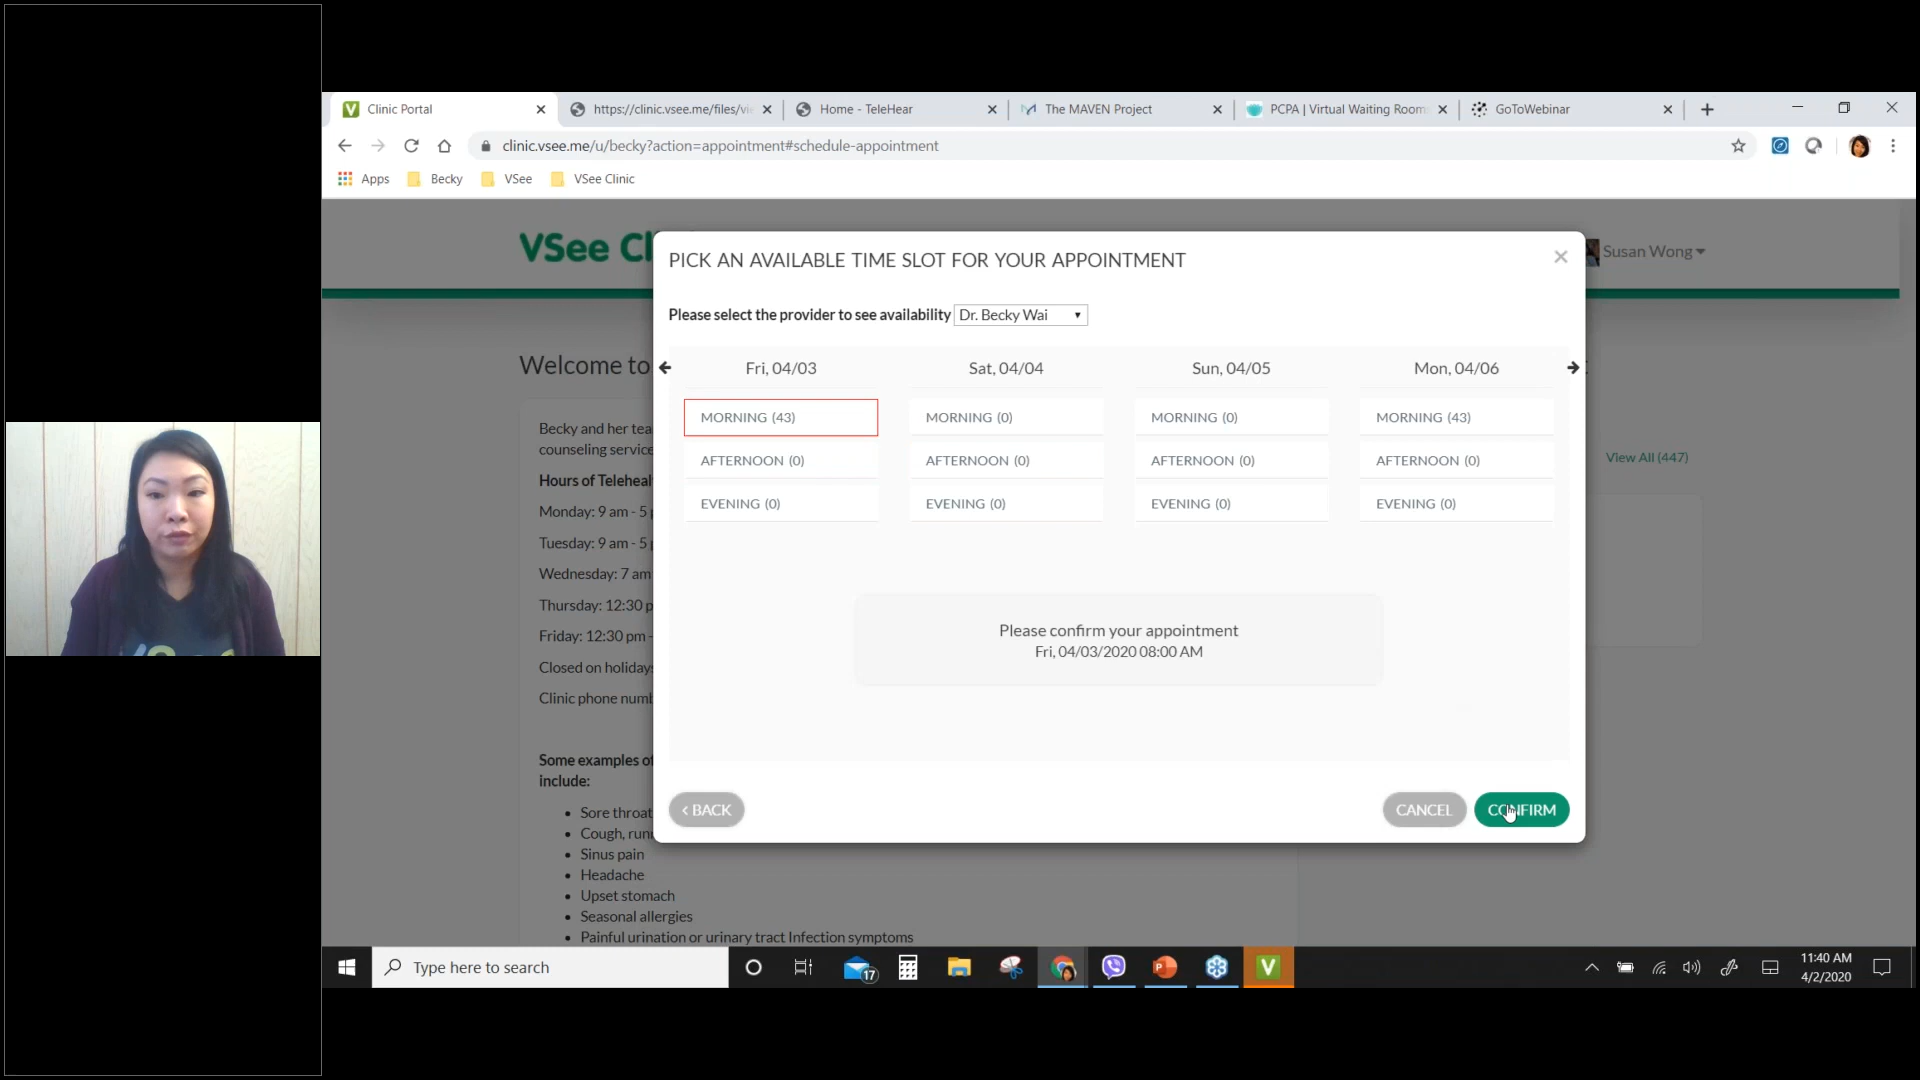 Clinic Portal
https://clinic.vsee.me/files/vi
Home - TeleHear
The MAVEN Project
PCPA | Virtual Waiting Room
GoToWebinar
clinic.vsee.me/u/becky?action=appointment#schedule-appointment
Apps
Becky
VSee
VSee Clinic
VSee Cl
Susan Wong
PICK AN AVAILABLE TIME SLOT FOR YOUR APPOINTMENT
Please select the provider to see availability Dr. Becky Wai
Welcome to
Fri, 04/03
Sat, 04/04
Sun, 04/05
Mon, 04/06
MORNING (43)
MORNING (0)
MORNING (0)
MORNING (43)
AFTERNOON (0)
AFTERNOON (0)
AFTERNOON (0)
AFTERNOON (0)
EVENING (0)
EVENING (0)
EVENING (0)
EVENING (0)
View All (447)
Becky and her tea
counseling service
Hours of Teleheal
Monday: 9 am - 5 p
Tuesday: 9 am - 5 p
Wednesday: 7 am
Thursday: 12:30 p
Friday: 12:30 pm -
Closed on holidays
Clinic phone numb
Please confirm your appointment
Fri, 04/03/2020 08:00 AM
Some examples of
include:
Sore throat
Cough, runn
Sinus pain
Headache
Upset stomach
Seasonal allergies
Painful urination or urinary tract Infection symptoms
< BACK
CANCEL
CONFIRM
Type here to search
17
11:40 AM
4/2/2020